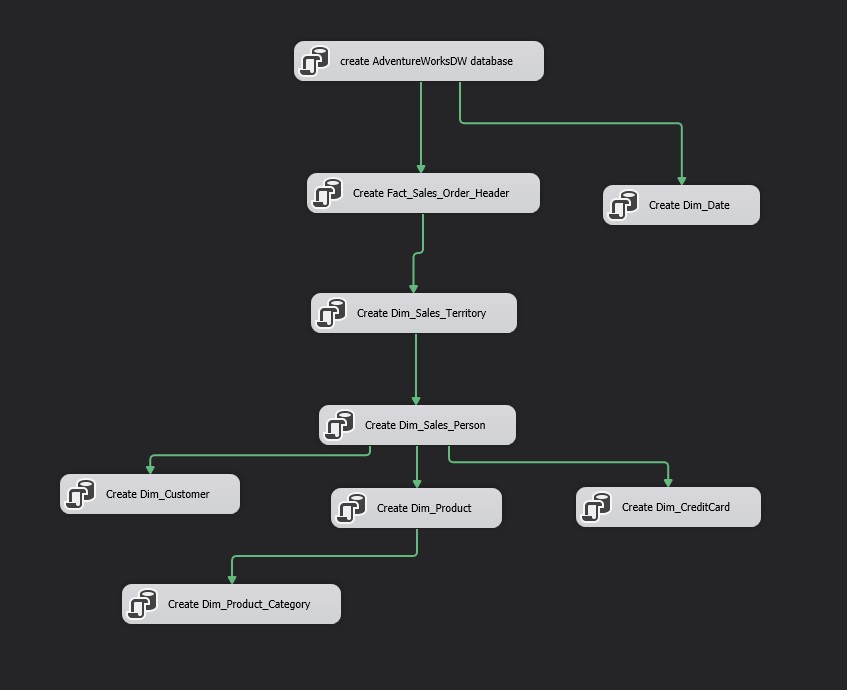 create AdventureWorksDW database
Create Fact_Sales_Order_Header
Create Dim_Date
Create Dim_Sales_Territory
Create Dim_Sales_Person
Create Dim_Customer
Create Dim_Product
Create Dim_CreditCard
Create Dim_Product_Category